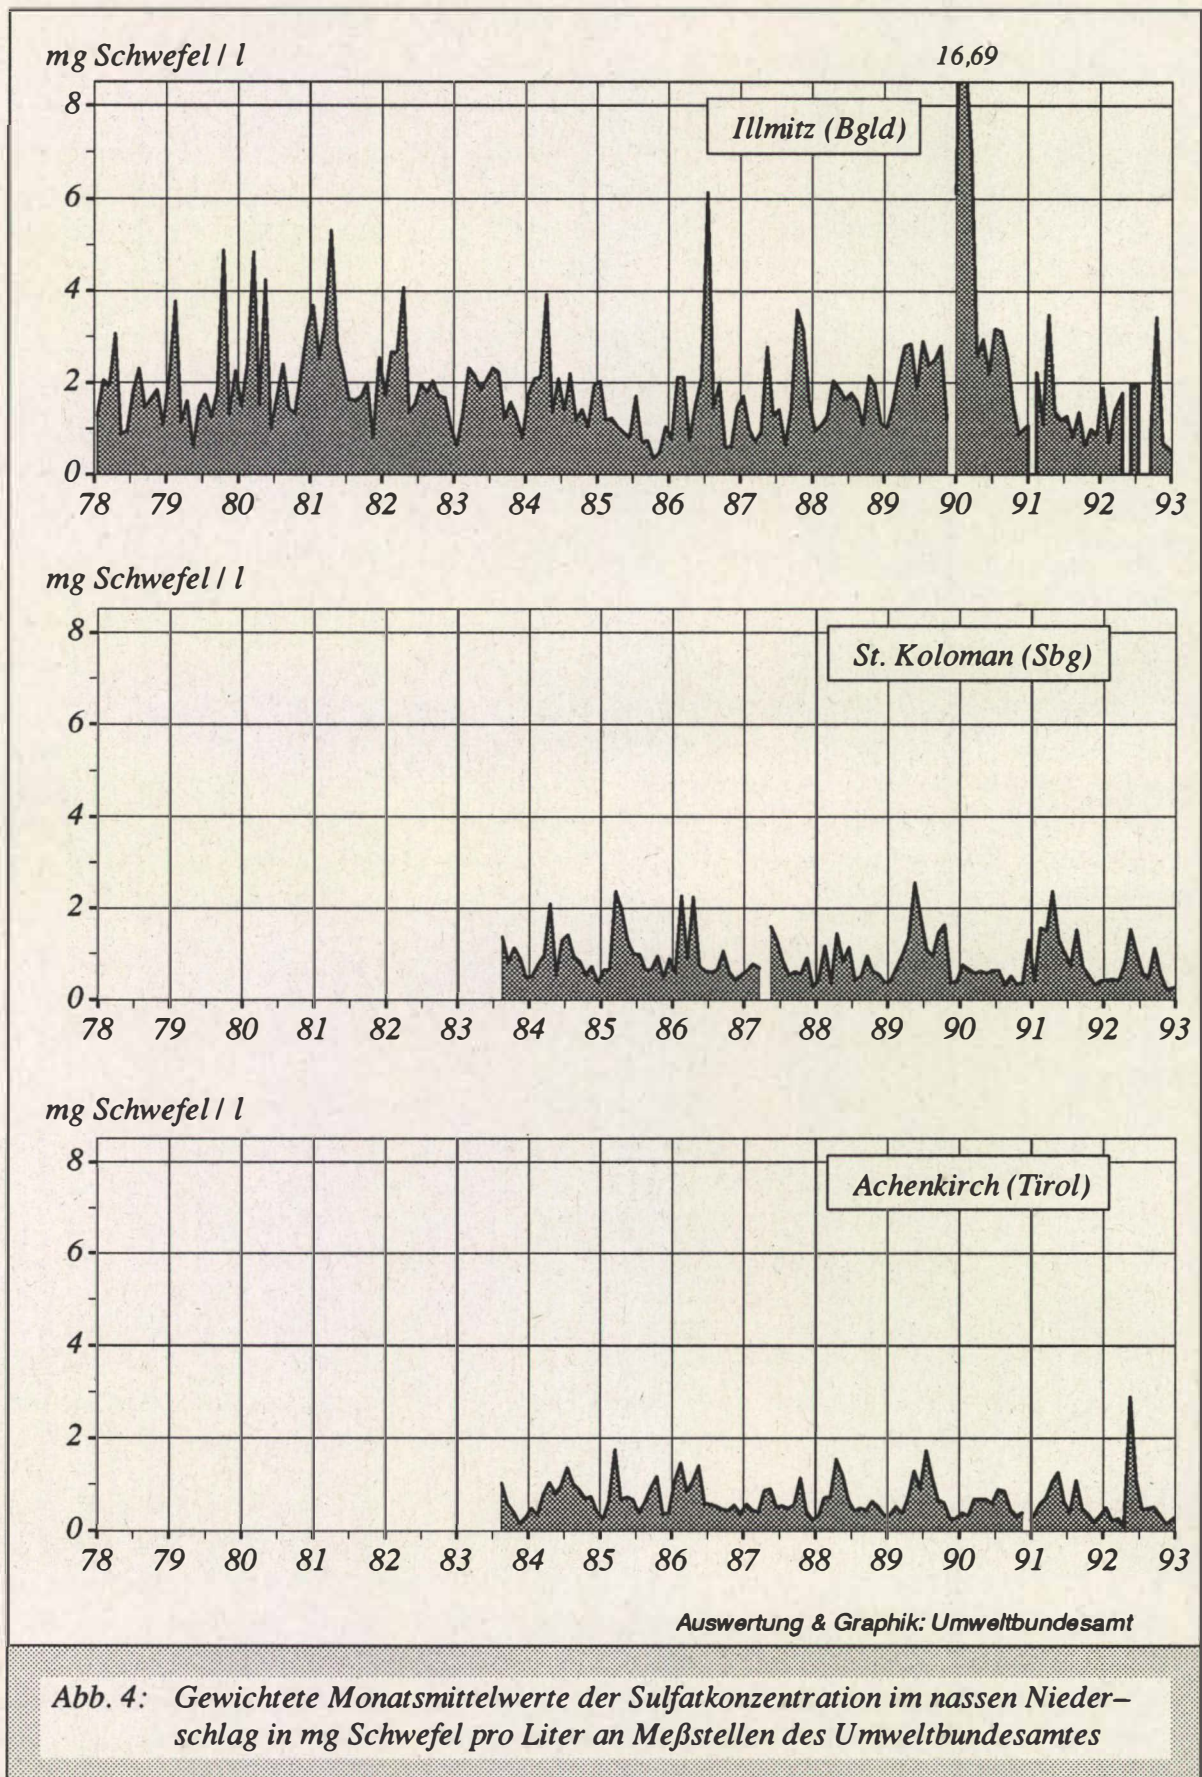 mg Schwefel / l
16,69
Illmitz (Bgld)
8
6
4
2
0
78 79 80 81 82 83 84 85 86 87 88 89 90 91 92 93
mg Schwefel / l
St. Koloman (Sbg)
8
6
4
2
0
78 79 80 81 82 83 84 85 86 87 88 89 90 91 92 93
mg Schwefel / l
Achenkirch (Tirol)
8
6
4
2
0
78 79 80 81 82 83 84 85 86 87 88 89 90 91 92 93
Auswertung & Graphik: Umweltbundesamt
Abb. 4: Gewichtete Monatsmittelwerte der Sulfatkonzentration im nassen Nieder–
schlag in mg Schwefel pro Liter an Meßstellen des Umweltbundesamtes